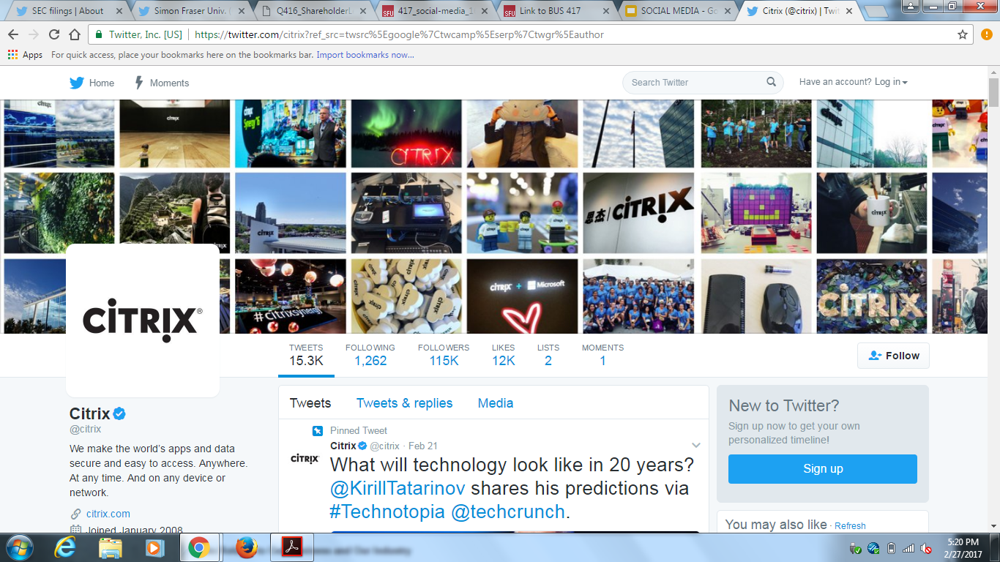 SEC filings | About
Simon Fraser Univ. (
Q416_ShareholderL
417_social-media_1
Link to BUS 417
SOCIAL MEDIA - Go
Citrix (@citrix) | Twit
Twitter, Inc. [US] https://twitter.com/citrix?ref_src=twsrc%5Egoogle%7Ctwcamp%5Eserp%7Ctwgr%5Eauthor
Apps For quick access, place your bookmarks here on the bookmarks bar. Import bookmarks now...
Home Moments Search Twitter Have an account? Log in
citrix
citrix
Synergy
CITRIX
citrix
citrix
思杰/CiTRIX
citrix
#citrixsynergy
citrix + Microsoft
CITRIX
CiTRIX®
TWEETS FOLLOWING FOLLOWERS LIKES LISTS MOMENTS
15.3K 1,262 115K 12K 2 1
Follow
Citrix
@citrix
We make the world's apps and data
secure and easy to access. Anywhere.
At any time. And on any device or
network.
citrix.com
Joined January 2008
Tweets Tweets & replies Media
Pinned Tweet
CiTRIX
Citrix @citrix · Feb 21
What will technology look like in 20 years?
@KirillTatarinov shares his predictions via
#Technotopia @techcrunch.
New to Twitter?
Sign up now to get your own
personalized timeline!
Sign up
You may also like · Refresh
5:20 PM
2/27/2017